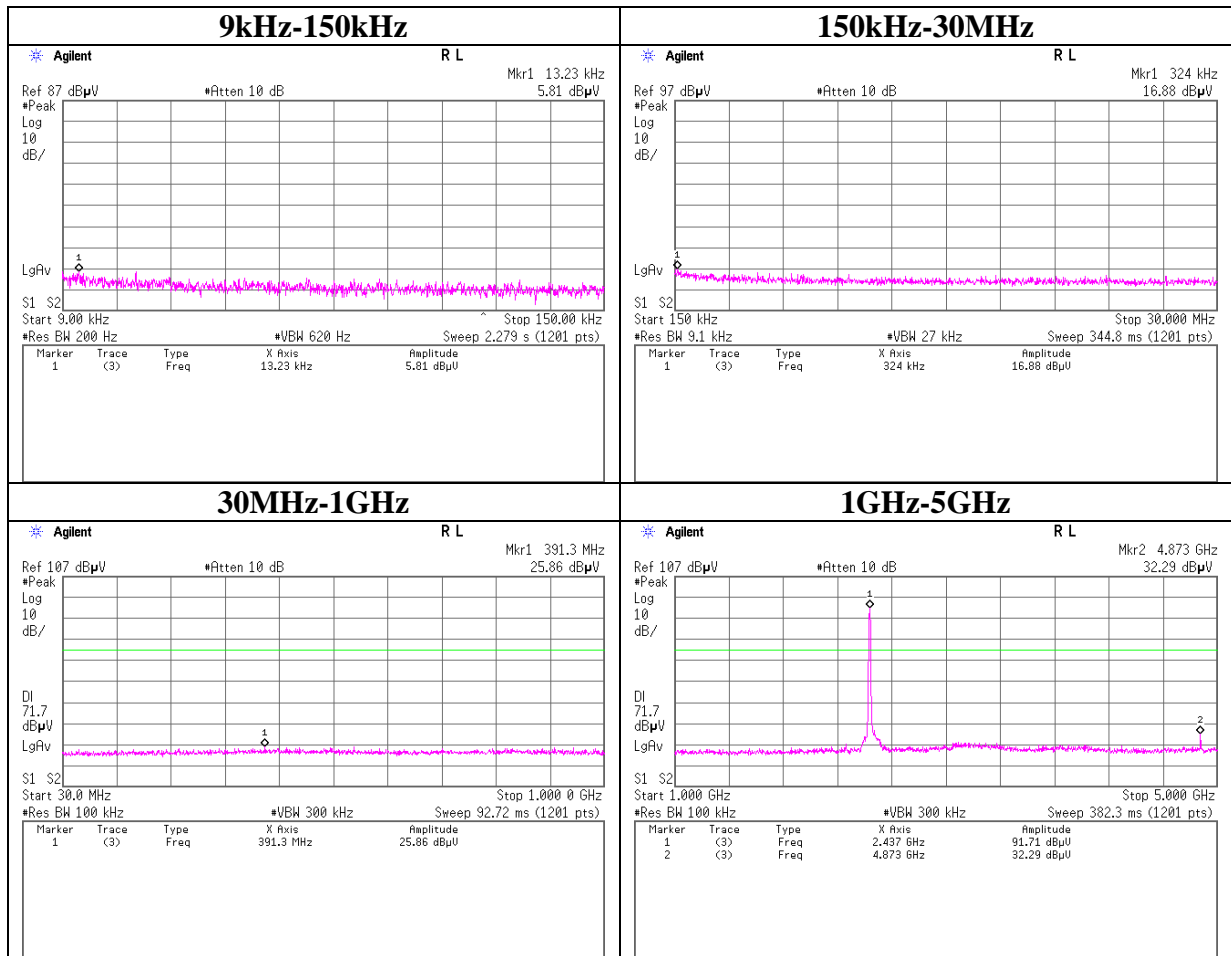 9kHz-150kHz
Agilent R L
Mkr1 13.23 kHz
Ref 87 dBµV #Atten 10 dB 5.81 dBµV
#Peak
Log
10
dB/
1
LgAv
S1 S2
Start 9.00 kHz ^ Stop 150.00 kHz
#Res BW 200 Hz #VBW 620 Hz Sweep 2.279 s (1201 pts)
Marker Trace Type X Axis Amplitude
1 (3) Freq 13.23 kHz 5.81 dBµV
150kHz-30MHz
Agilent R L
Mkr1 324 kHz
Ref 97 dBµV #Atten 10 dB 16.88 dBµV
#Peak
Log
10
dB/
1
LgAv
S1 S2
Start 150 kHz Stop 30.000 MHz
#Res BW 9.1 kHz #VBW 27 kHz Sweep 344.8 ms (1201 pts)
Marker Trace Type X Axis Amplitude
1 (3) Freq 324 kHz 16.88 dBµV
30MHz-1GHz
Agilent R L
Mkr1 391.3 MHz
Ref 107 dBµV #Atten 10 dB 25.86 dBµV
#Peak
Log
10
dB/
DI
71.7
dBµV
1
LgAv
S1 S2
Start 30.0 MHz Stop 1.000 0 GHz
#Res BW 100 kHz #VBW 300 kHz Sweep 92.72 ms (1201 pts)
Marker Trace Type X Axis Amplitude
1 (3) Freq 391.3 MHz 25.86 dBµV
1GHz-5GHz
Agilent R L
Mkr2 4.873 GHz
Ref 107 dBµV #Atten 10 dB 32.29 dBµV
#Peak
1
Log
10
dB/
DI
71.7
dBµV
2
LgAv
S1 S2
Start 1.000 GHz Stop 5.000 GHz
#Res BW 100 kHz #VBW 300 kHz Sweep 382.3 ms (1201 pts)
Marker Trace Type X Axis Amplitude
1 (3) Freq 2.437 GHz 91.71 dBµV
2 (3) Freq 4.873 GHz 32.29 dBµV